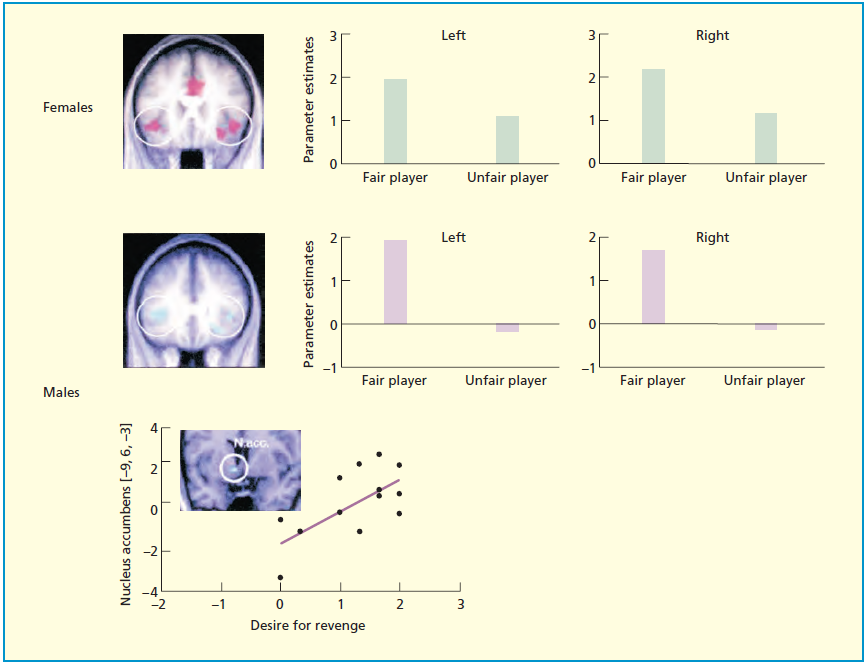 Females
Parameter estimates
3
2
1
0
Left
Fair player
Unfair player
3
2
1
0
Right
Fair player
Unfair player
Males
Parameter estimates
2
1
0
−1
Left
Fair player
Unfair player
2
1
0
−1
Right
Fair player
Unfair player
Nucleus accumbens [−9, 6, −3]
4
2
0
−2
−4
N.acc.
−2
−1
0
1
2
3
Desire for revenge